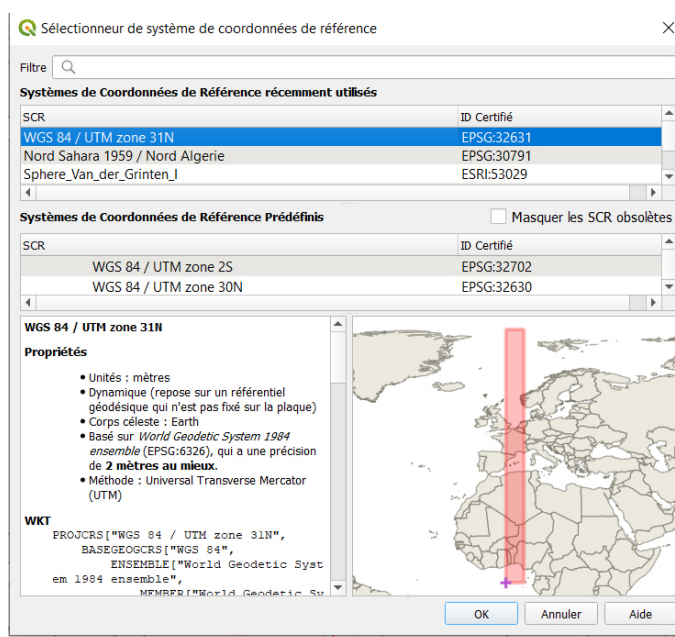 Sélectionneur de système de coordonnées de référence
Filtre
Systèmes de Coordonnées de Référence récemment utilisés
SCR ID Certifié
WGS 84 / UTM zone 31N EPSG:32631
Nord Sahara 1959 / Nord Algerie EPSG:30791
Sphere_Van_der_Grinten_I ESRI:53029
Systèmes de Coordonnées de Référence Prédéfinis Masquer les SCR obsolètes
SCR ID Certifié
WGS 84 / UTM zone 2S EPSG:32702
WGS 84 / UTM zone 30N EPSG:32630
WGS 84 / UTM zone 31N
Propriétés
• Unités : mètres
• Dynamique (repose sur un référentiel
géodésique qui n'est pas fixé sur la plaque)
• Corps céleste : Earth
• Basé sur World Geodetic System 1984
ensemble (EPSG:6326), qui a une précision
de 2 mètres au mieux.
• Méthode : Universal Transverse Mercator
(UTM)
WKT
PROJCRS["WGS 84 / UTM zone 31N",
BASEGEOGCRS["WGS 84",
ENSEMBLE["World Geodetic Syst
em 1984 ensemble",
MEMBER["World Geodetic Sy
OK Annuler Aide